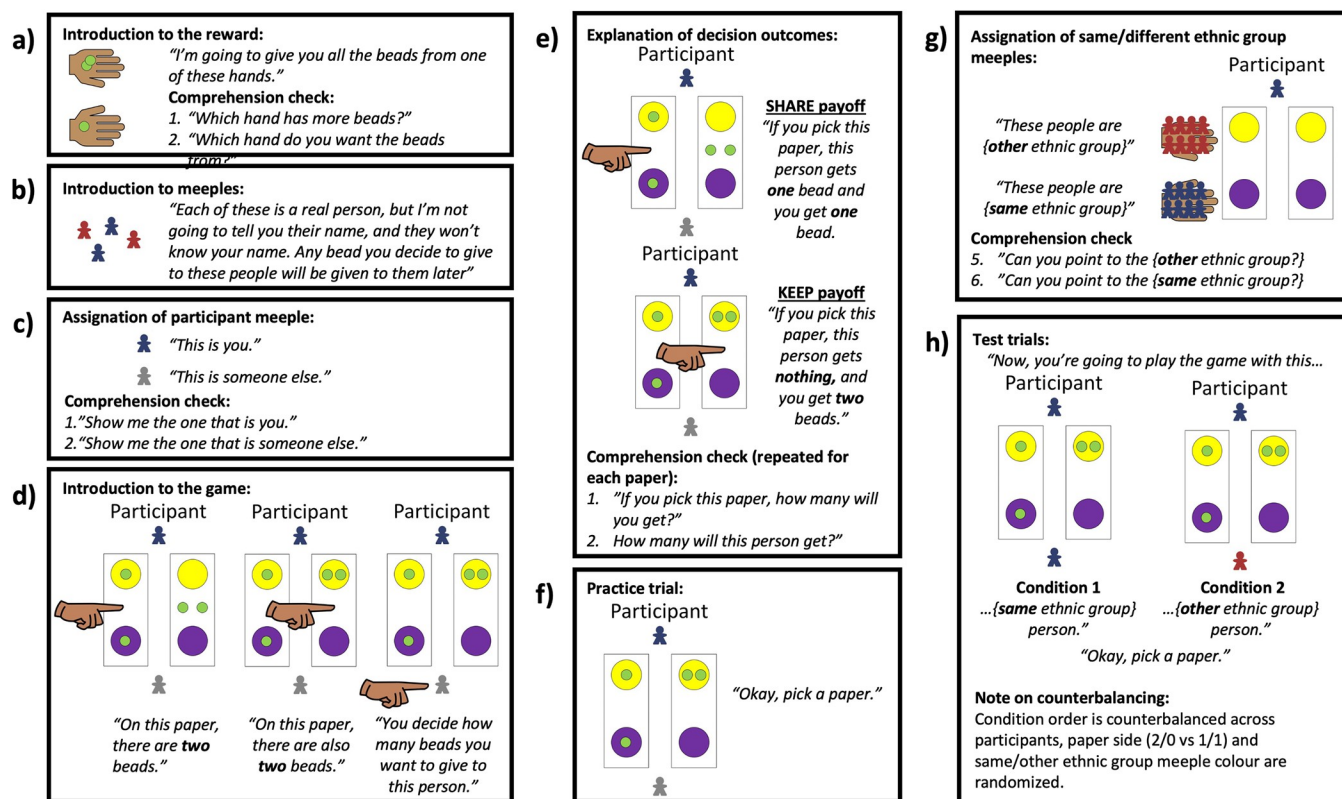 a)
Introduction to the reward:
“I’m going to give you all the beads from one
of these hands.”
Comprehension check:
1. “Which hand has more beads?”
2. “Which hand do you want the beads
from?”
b)
Introduction to meeples:
“Each of these is a real person, but I’m not
going to tell you their name, and they won’t
know your name. Any bead you decide to give
to these people will be given to them later”
c)
Assignation of participant meeple:
“This is you.”
“This is someone else.”
Comprehension check:
1.”Show me the one that is you.”
2.“Show me the one that is someone else.”
d)
Introduction to the game:
Participant Participant Participant
“On this paper,
there are two
beads.”
“On this paper,
there are also
two beads.”
“You decide how
many beads you
want to give to
this person.”
e)
Explanation of decision outcomes:
Participant
SHARE payoff
“If you pick this
paper, this
person gets
one bead and
you get one
bead.
Participant
KEEP payoff
“If you pick this
paper, this
person gets
nothing, and
you get two
beads.”
Comprehension check (repeated for
each paper):
1. ”If you pick this paper, how many will
you get?”
2. How many will this person get?”
f)
Practice trial:
Participant
“Okay, pick a paper.”
g)
Assignation of same/different ethnic group
meeples:
Participant
“These people are
{other ethnic group}”
“These people are
{same ethnic group}”
Comprehension check
5. ”Can you point to the {other ethnic group?}
6. ”Can you point to the {same ethnic group?}
h)
Test trials:
“Now, you’re going to play the game with this…
Participant
Participant
Condition 1
…{same ethnic group}
person.”
Condition 2
…{other ethnic group}
person.”
“Okay, pick a paper.”
Note on counterbalancing:
Condition order is counterbalanced across
participants, paper side (2/0 vs 1/1) and
same/other ethnic group meeple colour are
randomized.